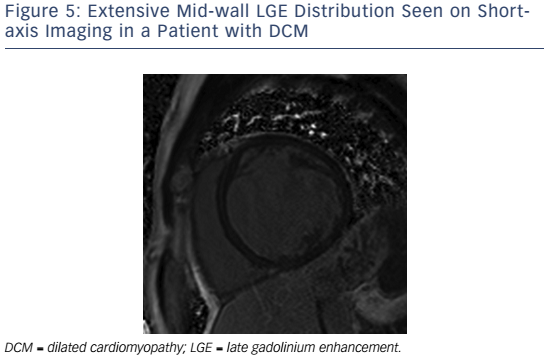 Figure 5: Extensive Mid-wall LGE Distribution Seen on Short-
axis Imaging in a Patient with DCM
DCM = dilated cardiomyopathy; LGE = late gadolinium enhancement.